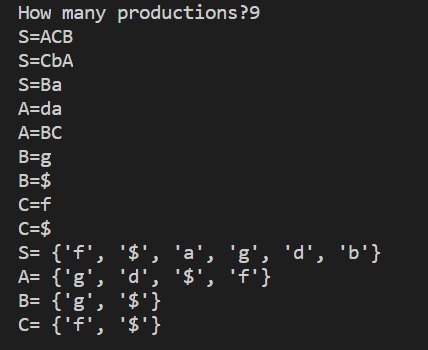 How many productions?9
S=ACB
S=CbA
S=Ba
A=da
A=BC
B=g
B=$
C=f
C=$
S= {'f', '$', 'a', 'g', 'd', 'b'}
A= {'g', 'd', '$', 'f'}
B= {'g', '$'}
C= {'f', '$'}